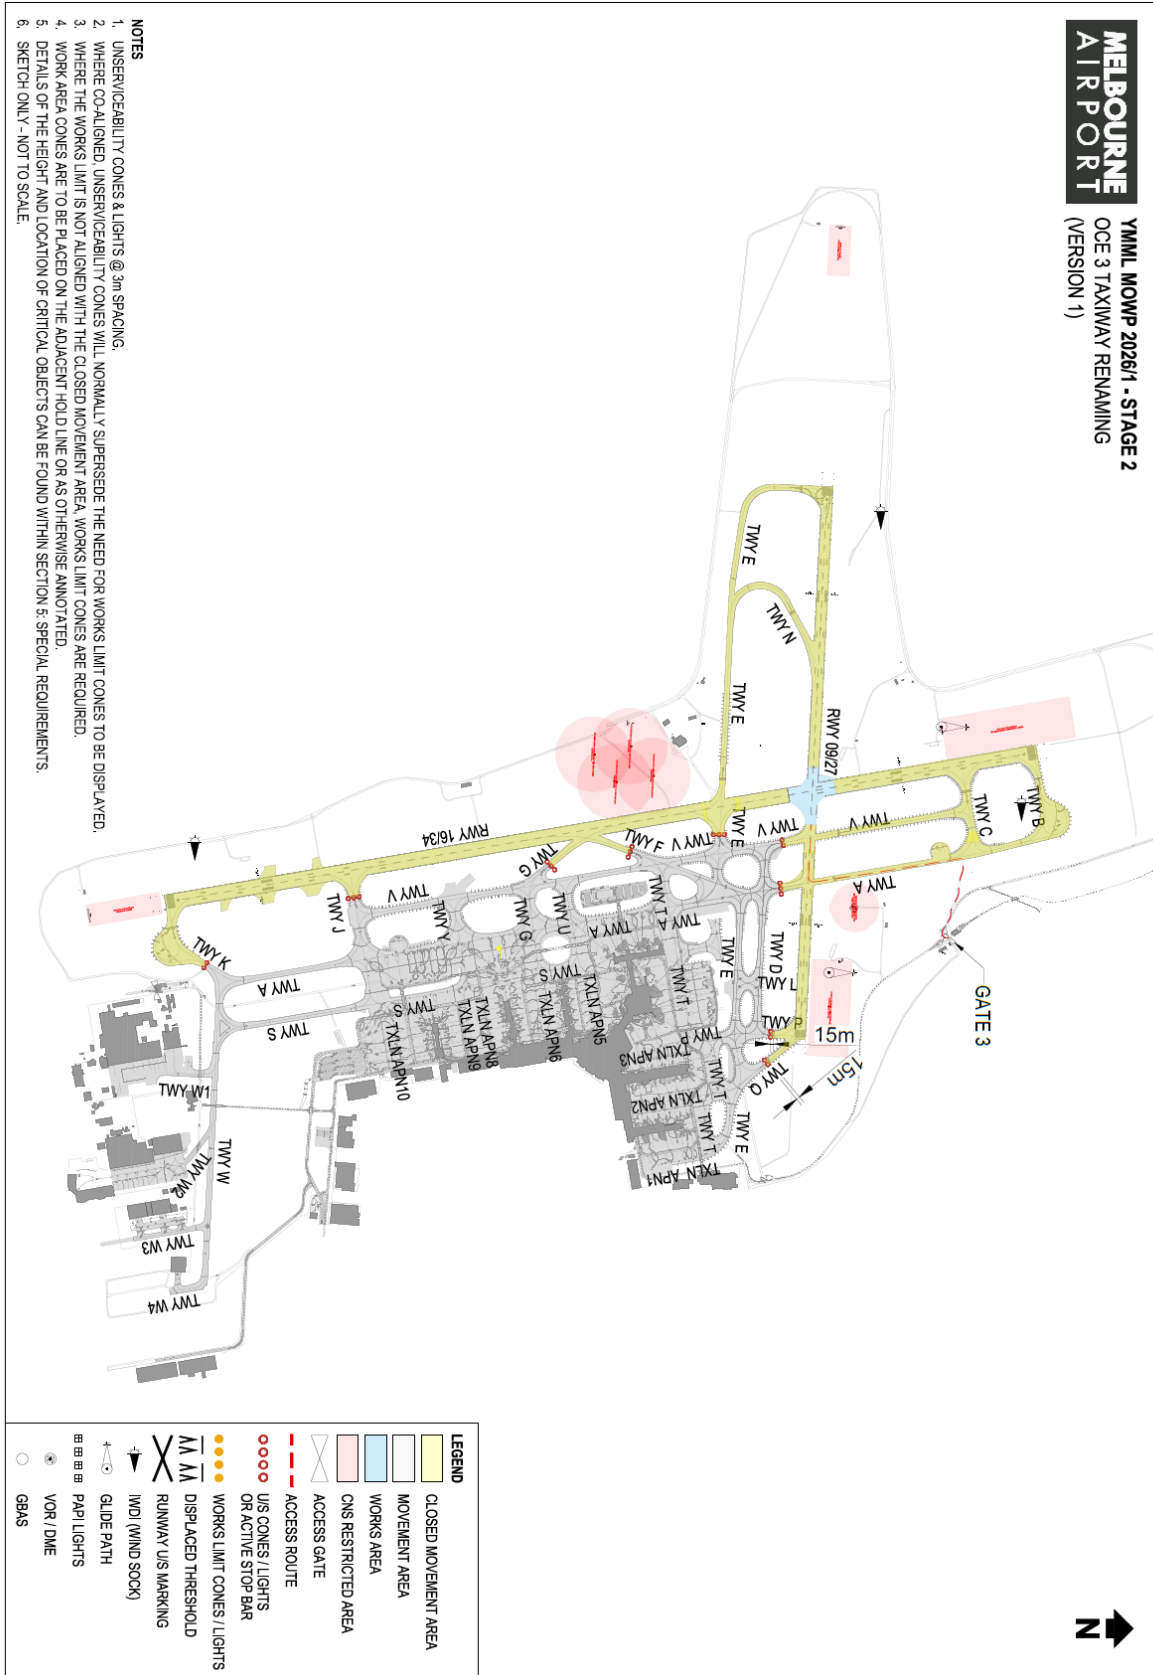 MELBOURNE
AIRPORT
YMML MOWP 2026/1 - STAGE 2
OCE 3 TAXIWAY RENAMING
(VERSION 1)
TWY E
TWY N
TWY E
RWY 09/27
TWY B
TWY C
TWY V
TWY V
TWY E
TWY V
TWY A
GATE 3
RWY 16/34
TWY F
TWY G
TWY V
TWY J
TWY K
TWY Y
TWY G
TWY U
TWY T
TWY A
TWY A
TWY E
TWY D
TWY L
TWY P
15m
15m
TWY Q
TWY S
TWY T
TWY P
TWY A
TWY S
TWY S
TXLN APN5
TXLN APN6
TXLN APN8
TXLN APN9
TXLN APN10
TXLN APN3
TXLN APN2
TWY T
TWY T
TWY E
TXLN APN1
TWY W1
TWY W
TWY W2
TWY W3
TWY W4
NOTES
1. UNSERVICEABILITY CONES & LIGHTS @ 3m SPACING.
2. WHERE CO-ALIGNED, UNSERVICEABILITY CONES WILL NORMALLY SUPERSEDE THE NEED FOR WORKS LIMIT CONES TO BE DISPLAYED.
3. WHERE THE WORKS LIMIT IS NOT ALIGNED WITH THE CLOSED MOVEMENT AREA, WORKS LIMIT CONES ARE REQUIRED.
4. WORK AREA CONES ARE TO BE PLACED ON THE ADJACENT HOLD LINE OR AS OTHERWISE ANNOTATED.
5. DETAILS OF THE HEIGHT AND LOCATION OF CRITICAL OBJECTS CAN BE FOUND WITHIN SECTION 5: SPECIAL REQUIREMENTS.
6. SKETCH ONLY - NOT TO SCALE.
LEGEND
CLOSED MOVEMENT AREA
MOVEMENT AREA
WORKS AREA
CNS RESTRICTED AREA
ACCESS GATE
ACCESS ROUTE
U/S CONES / LIGHTS
OR ACTIVE STOP BAR
WORKS LIMIT CONES / LIGHTS
DISPLACED THRESHOLD
RUNWAY U/S MARKING
IWDI (WIND SOCK)
GLIDE PATH
PAPI LIGHTS
VOR / DME
GBAS
N